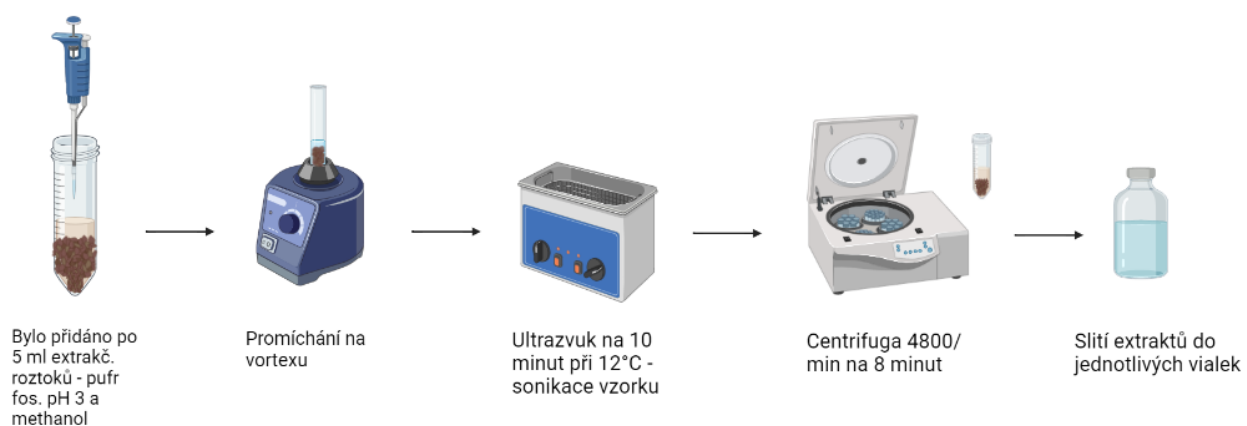 Bylo přidáno po
5 ml extrakč.
roztoků - pufr
fos. pH 3 a
methanol
Promíchání na
vortexu
Ultrazvuk na 10
minut při 12°C -
sonikace vzorku
Centrifuga 4800/
min na 8 minut
Slití extraktů do
jednotlivých vialek